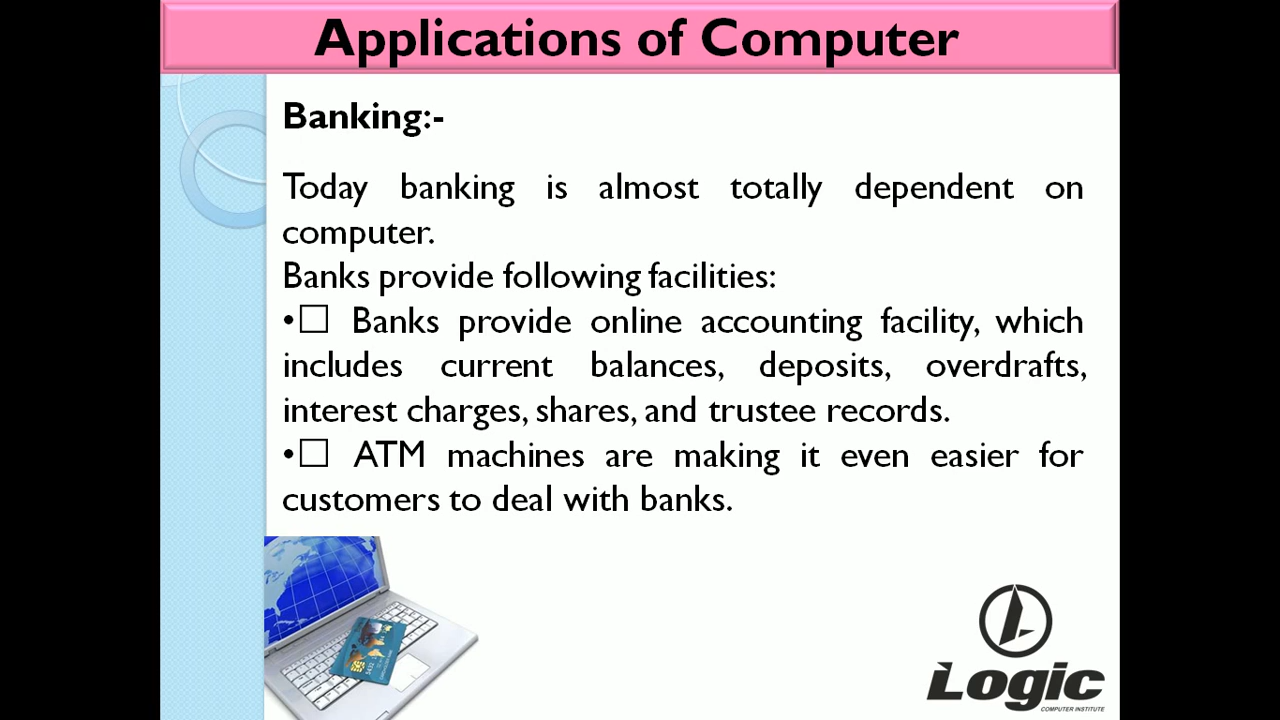 Applications of Computer
Banking:-
Today banking is almost totally dependent on
computer.
Banks provide following facilities:
•☐ Banks provide online accounting facility, which
includes current balances, deposits, overdrafts,
interest charges, shares, and trustee records.
•☐ ATM machines are making it even easier for
customers to deal with banks.
Logic
COMPUTER INSTITUTE